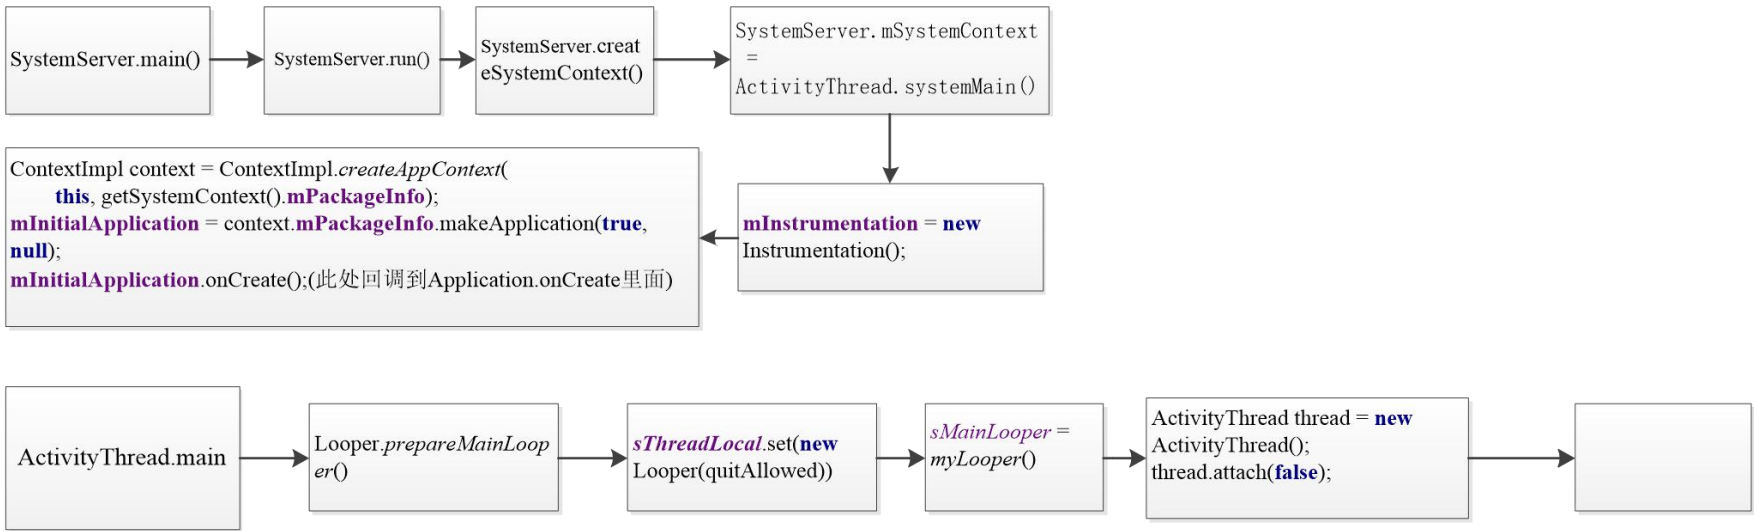 SystemServer.main()
SystemServer.run()
SystemServer.creat
eSystemContext()
SystemServer.mSystemContext
=
ActivityThread.systemMain()
mInstrumentation = new
Instrumentation();
ContextImpl context = ContextImpl.createAppContext(
this, getSystemContext().mPackageInfo);
mInitialApplication = context.mPackageInfo.makeApplication(true,
null);
mInitialApplication.onCreate();(此处回调到Application.onCreate里面)
ActivityThread.main
Looper.prepareMainLoop
er()
sThreadLocal.set(new
Looper(quitAllowed))
sMainLooper =
myLooper()
ActivityThread thread = new
ActivityThread();
thread.attach(false);